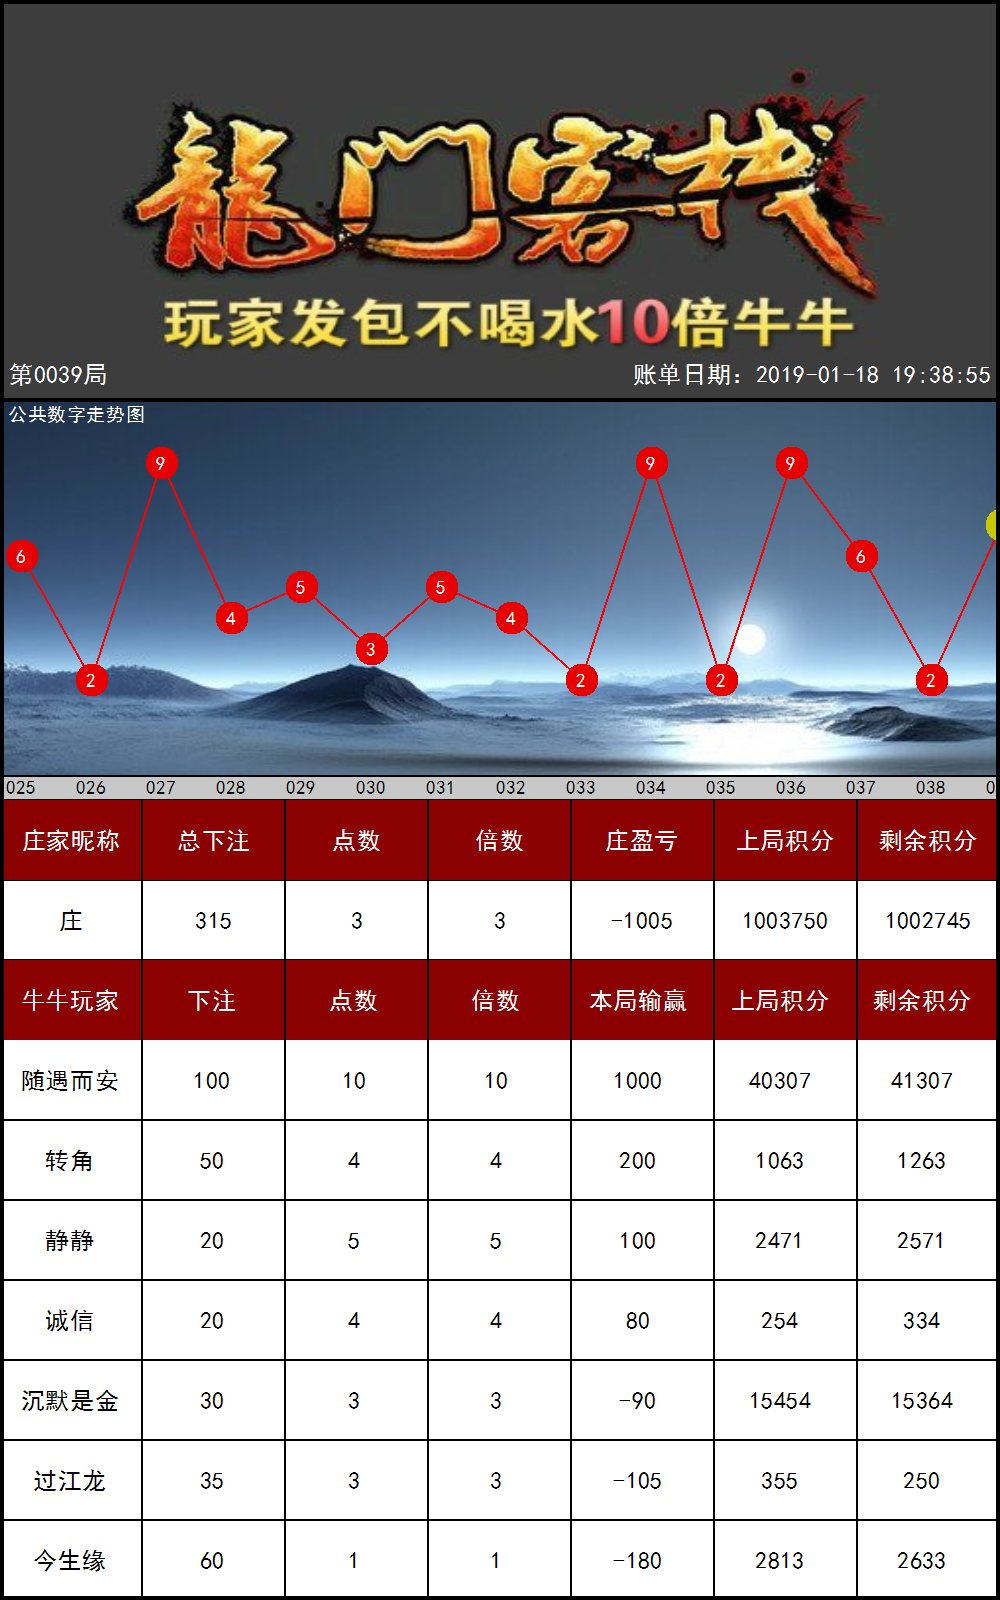 龍门客栈
玩家发包不喝水10倍牛牛
第0039局 账单日期：2019-01-18 19:38:55
公共数字走势图
6 2 9 4 5 3 5 4 2 9 2 9 6 2
025 026 027 028 029 030 031 032 033 034 035 036 037 038
庄家昵称 总下注 点数 倍数 庄盈亏 上局积分 剩余积分
庄 315 3 3 -1005 1003750 1002745
牛牛玩家 下注 点数 倍数 本局输赢 上局积分 剩余积分
随遇而安 100 10 10 1000 40307 41307
转角 50 4 4 200 1063 1263
静静 20 5 5 100 2471 2571
诚信 20 4 4 80 254 334
沉默是金 30 3 3 -90 15454 15364
过江龙 35 3 3 -105 355 250
今生缘 60 1 1 -180 2813 2633